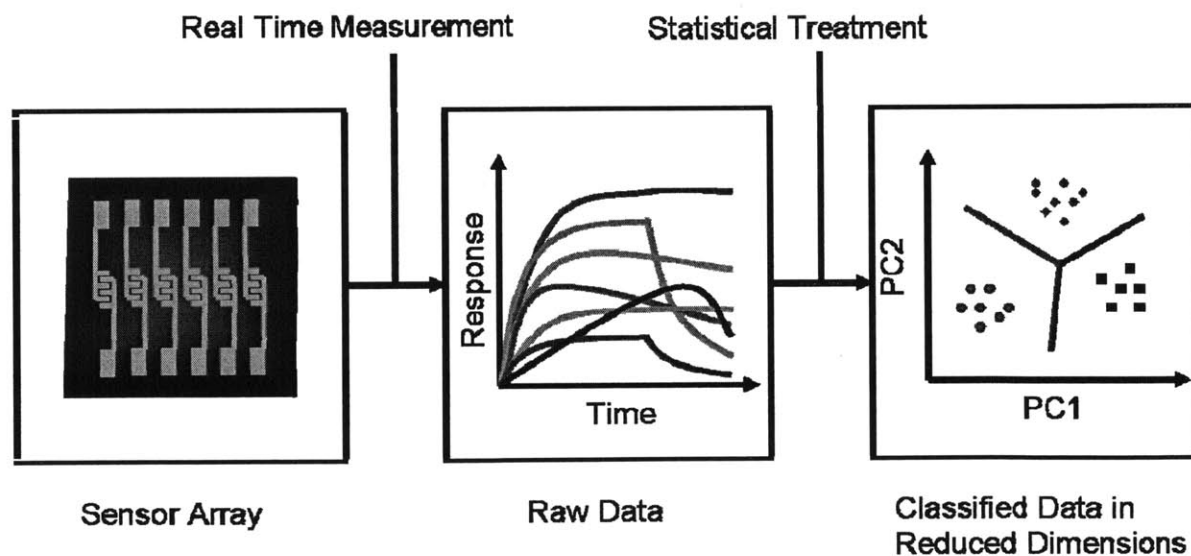 Real Time Measurement
Statistical Treatment
Response
Time
PC2
PC1
Sensor Array
Raw Data
Classified Data in
Reduced Dimensions